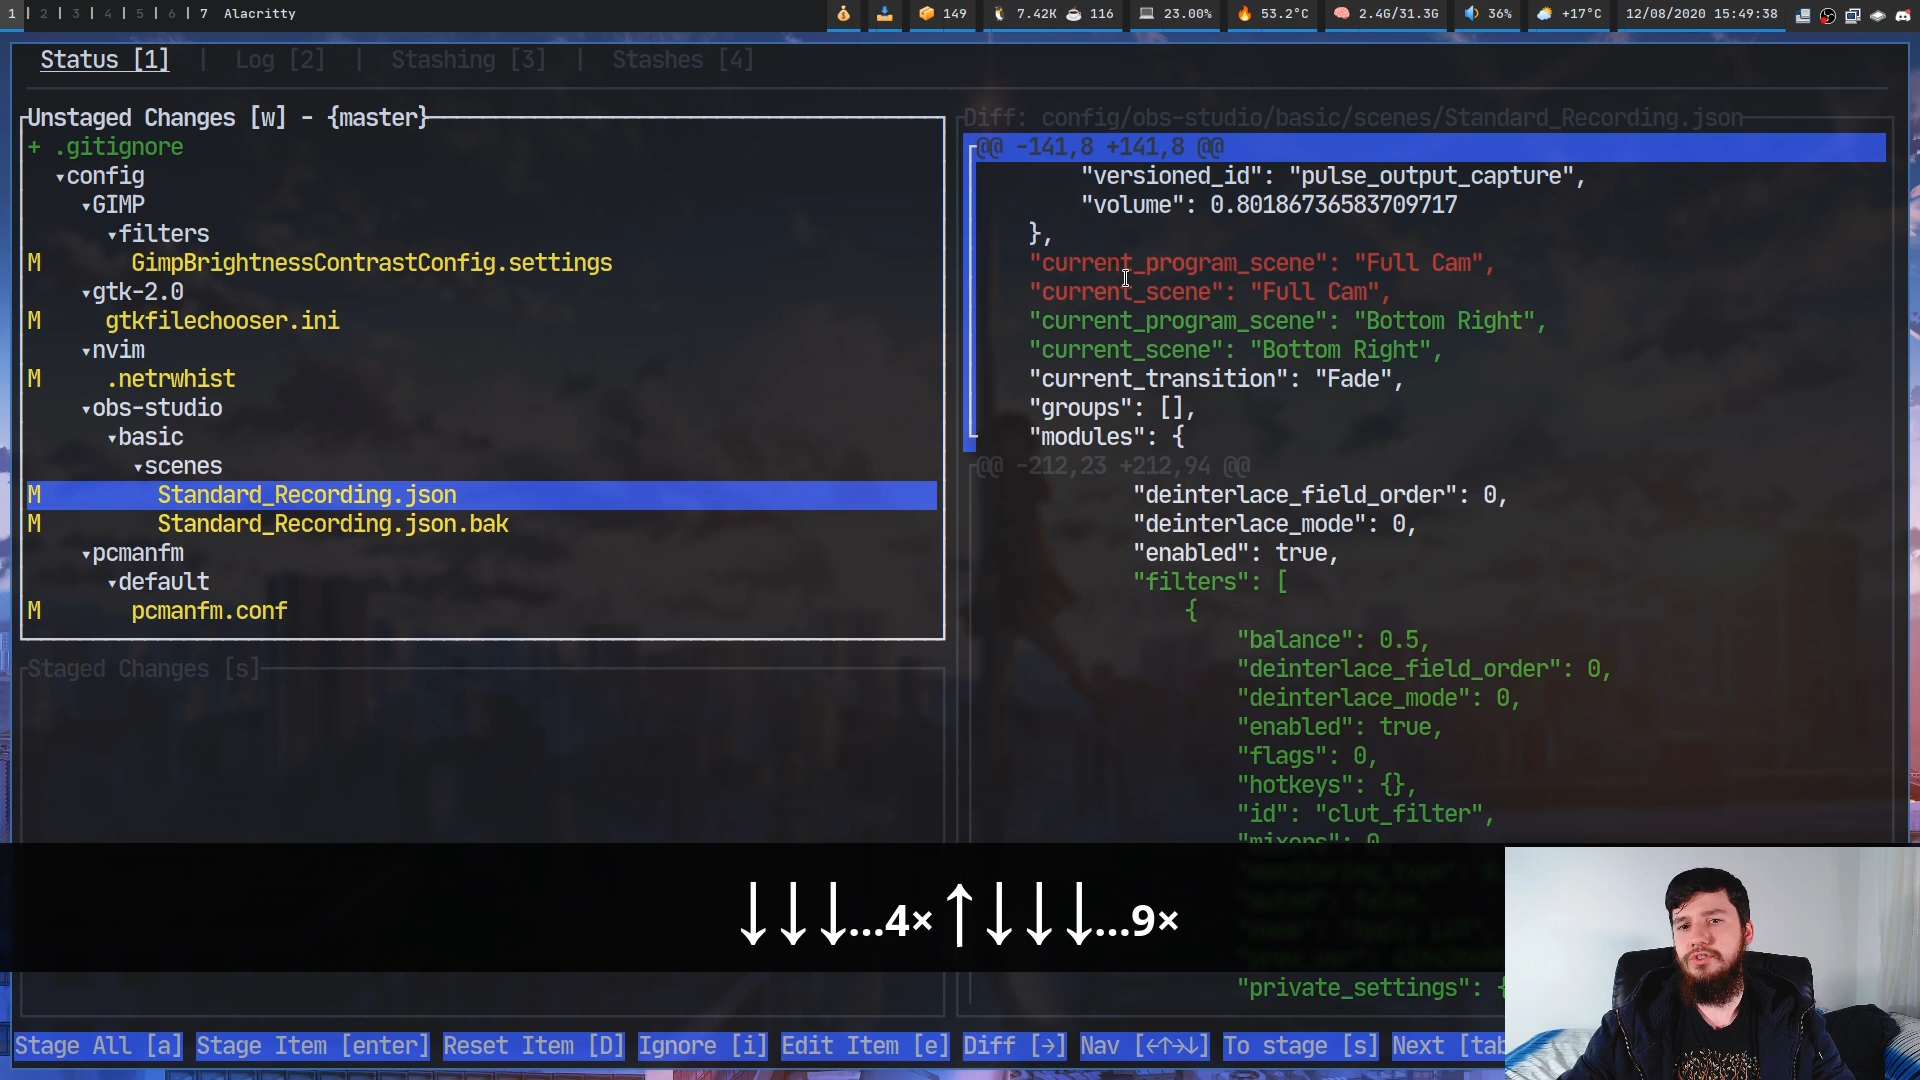 1 | 2 | 3 | 4 | 5 | 6 | 7 Alacritty
149 7.42K 116 23.00% 53.2°C 2.4G/31.3G 36% +17°C 12/08/2020 15:49:38
Status [1] | Log [2] | Stashing [3] | Stashes [4]
Unstaged Changes [w] - {master}
+ .gitignore
▾config
▾GIMP
▾filters
M GimpBrightnessContrastConfig.settings
▾gtk-2.0
M gtkfilechooser.ini
▾nvim
M .netrwhist
▾obs-studio
▾basic
▾scenes
M Standard_Recording.json
M Standard_Recording.json.bak
▾pcmanfm
▾default
M pcmanfm.conf
Staged Changes [s]
Diff: config/obs-studio/basic/scenes/Standard_Recording.json
@@ -141,8 +141,8 @@
"versioned_id": "pulse_output_capture",
"volume": 0.80186736583709717
},
"current_program_scene": "Full Cam",
"current_scene": "Full Cam",
"current_program_scene": "Bottom Right",
"current_scene": "Bottom Right",
"current_transition": "Fade",
"groups": [],
"modules": {
@@ -212,23 +212,94 @@
"deinterlace_field_order": 0,
"deinterlace_mode": 0,
"enabled": true,
"filters": [
{
"balance": 0.5,
"deinterlace_field_order": 0,
"deinterlace_mode": 0,
"enabled": true,
"flags": 0,
"hotkeys": {},
"id": "clut_filter",
"mixers": 0,
"private_settings": {
↓↓↓...4× ↑↓↓↓...9×
Stage All [a] Stage Item [enter] Reset Item [D] Ignore [i] Edit Item [e] Diff [→] Nav [←↑→↓] To stage [s] Next [tab